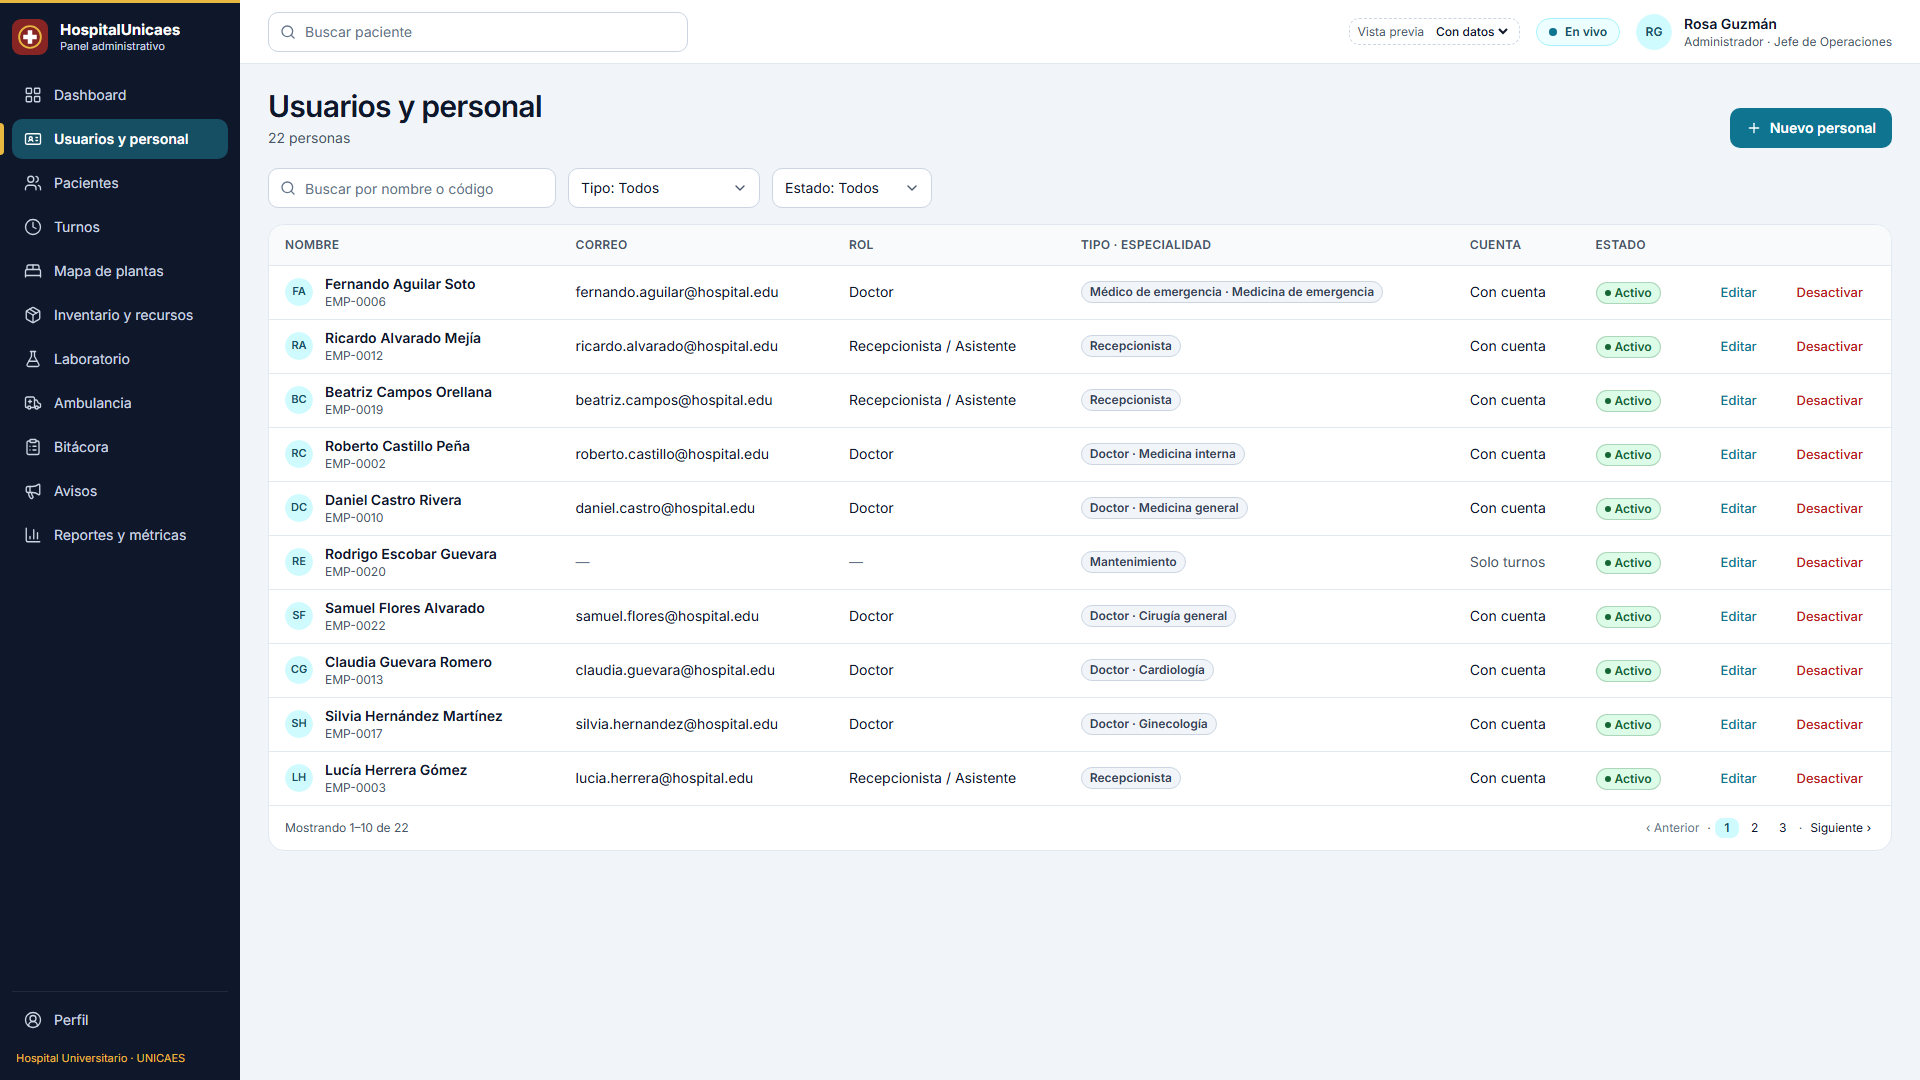 HospitalUnicaes
Panel administrativo
Dashboard
Usuarios y personal
Pacientes
Turnos
Mapa de plantas
Inventario y recursos
Laboratorio
Ambulancia
Bitácora
Avisos
Reportes y métricas
Perfil
Hospital Universitario · UNICAES
Buscar paciente
Vista previa Con datos
En vivo
RG
Rosa Guzmán
Administrador · Jefe de Operaciones
Usuarios y personal
22 personas
+ Nuevo personal
Buscar por nombre o código
Tipo: Todos
Estado: Todos
NOMBRE CORREO ROL TIPO · ESPECIALIDAD CUENTA ESTADO
FA Fernando Aguilar Soto fernando.aguilar@hospital.edu Doctor Médico de emergencia · Medicina de emergencia Con cuenta Activo Editar Desactivar
EMP-0006
RA Ricardo Alvarado Mejía ricardo.alvarado@hospital.edu Recepcionista / Asistente Recepcionista Con cuenta Activo Editar Desactivar
EMP-0012
BC Beatriz Campos Orellana beatriz.campos@hospital.edu Recepcionista / Asistente Recepcionista Con cuenta Activo Editar Desactivar
EMP-0019
RC Roberto Castillo Peña roberto.castillo@hospital.edu Doctor Doctor · Medicina interna Con cuenta Activo Editar Desactivar
EMP-0002
DC Daniel Castro Rivera daniel.castro@hospital.edu Doctor Doctor · Medicina general Con cuenta Activo Editar Desactivar
EMP-0010
RE Rodrigo Escobar Guevara — — Mantenimiento Solo turnos Activo Editar Desactivar
EMP-0020
SF Samuel Flores Alvarado samuel.flores@hospital.edu Doctor Doctor · Cirugía general Con cuenta Activo Editar Desactivar
EMP-0022
CG Claudia Guevara Romero claudia.guevara@hospital.edu Doctor Doctor · Cardiología Con cuenta Activo Editar Desactivar
EMP-0013
SH Silvia Hernández Martínez silvia.hernandez@hospital.edu Doctor Doctor · Ginecología Con cuenta Activo Editar Desactivar
EMP-0017
LH Lucía Herrera Gómez lucia.herrera@hospital.edu Recepcionista / Asistente Recepcionista Con cuenta Activo Editar Desactivar
EMP-0003
Mostrando 1–10 de 22
‹ Anterior · 1 2 3 · Siguiente ›